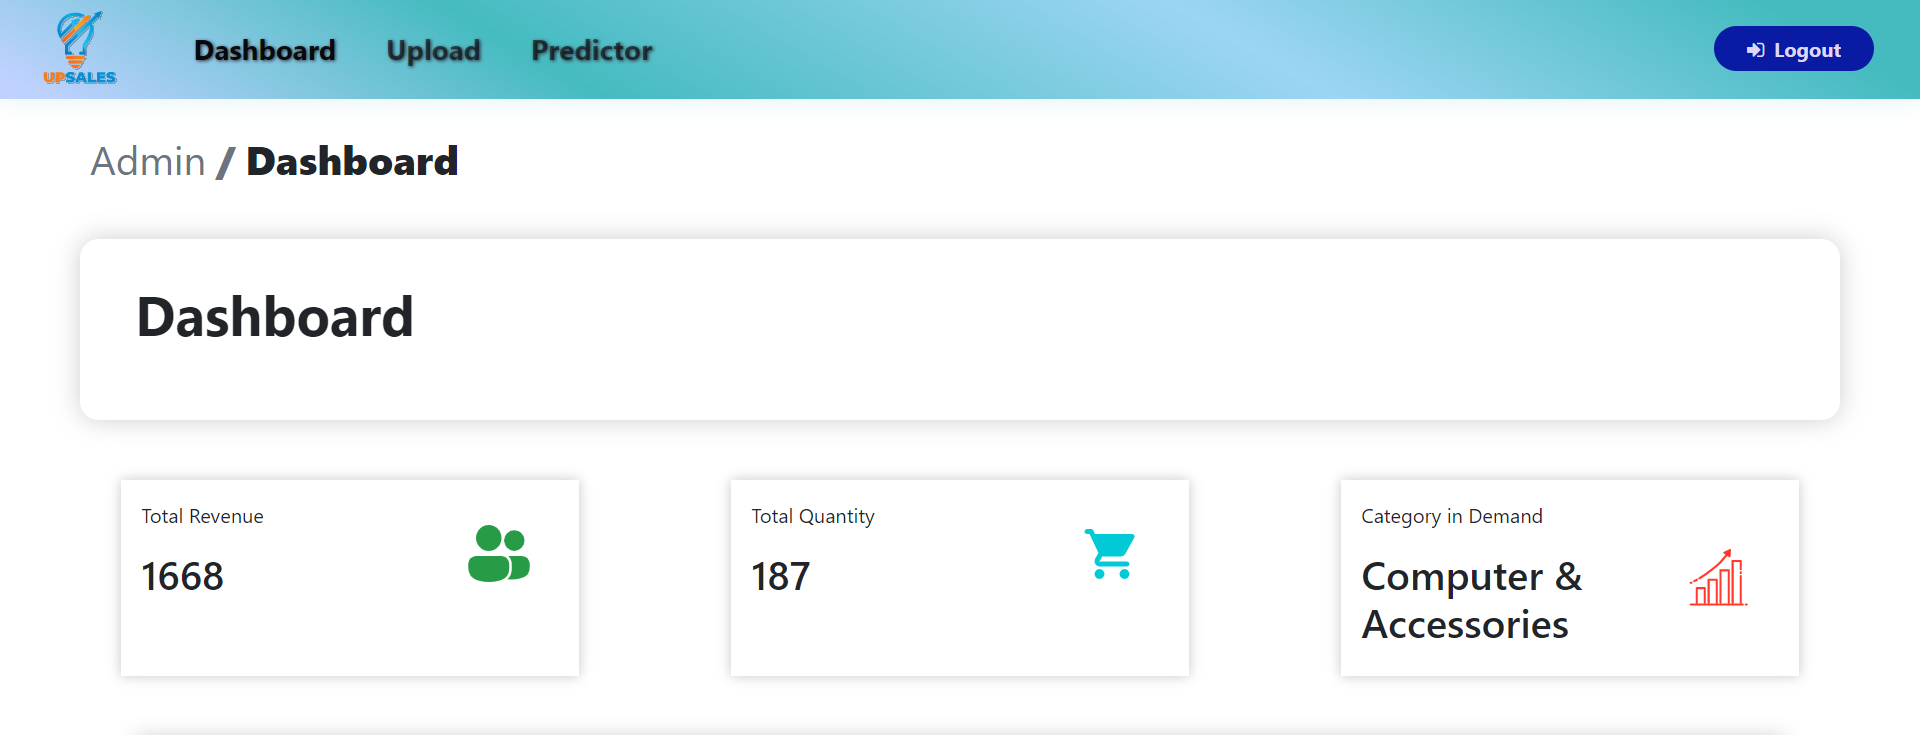 UPSALES
Dashboard Upload Predictor
Logout
Admin / Dashboard
Dashboard
Total Revenue
1668
Total Quantity
187
Category in Demand
Computer &
Accessories